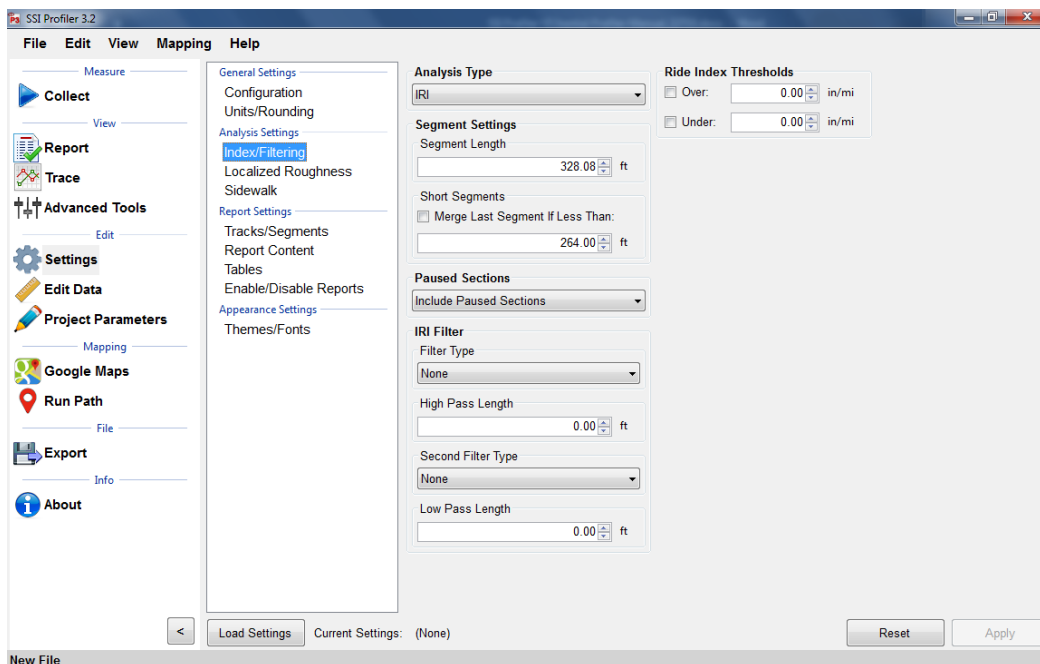 SSI Profiler 3.2
File Edit View Mapping Help
Measure
Collect
View
Report
Trace
Advanced Tools
Edit
Settings
Edit Data
Project Parameters
Mapping
Google Maps
Run Path
File
Export
Info
About
<
General Settings
Configuration
Units/Rounding
Analysis Settings
Index/Filtering
Localized Roughness
Sidewalk
Report Settings
Tracks/Segments
Report Content
Tables
Enable/Disable Reports
Appearance Settings
Themes/Fonts
Analysis Type
IRI
Segment Settings
Segment Length
328.08 ft
Short Segments
Merge Last Segment If Less Than:
264.00 ft
Paused Sections
Include Paused Sections
IRI Filter
Filter Type
None
High Pass Length
0.00 ft
Second Filter Type
None
Low Pass Length
0.00 ft
Ride Index Thresholds
Over: 0.00 in/mi
Under: 0.00 in/mi
Load Settings Current Settings: (None)
Reset Apply
New File